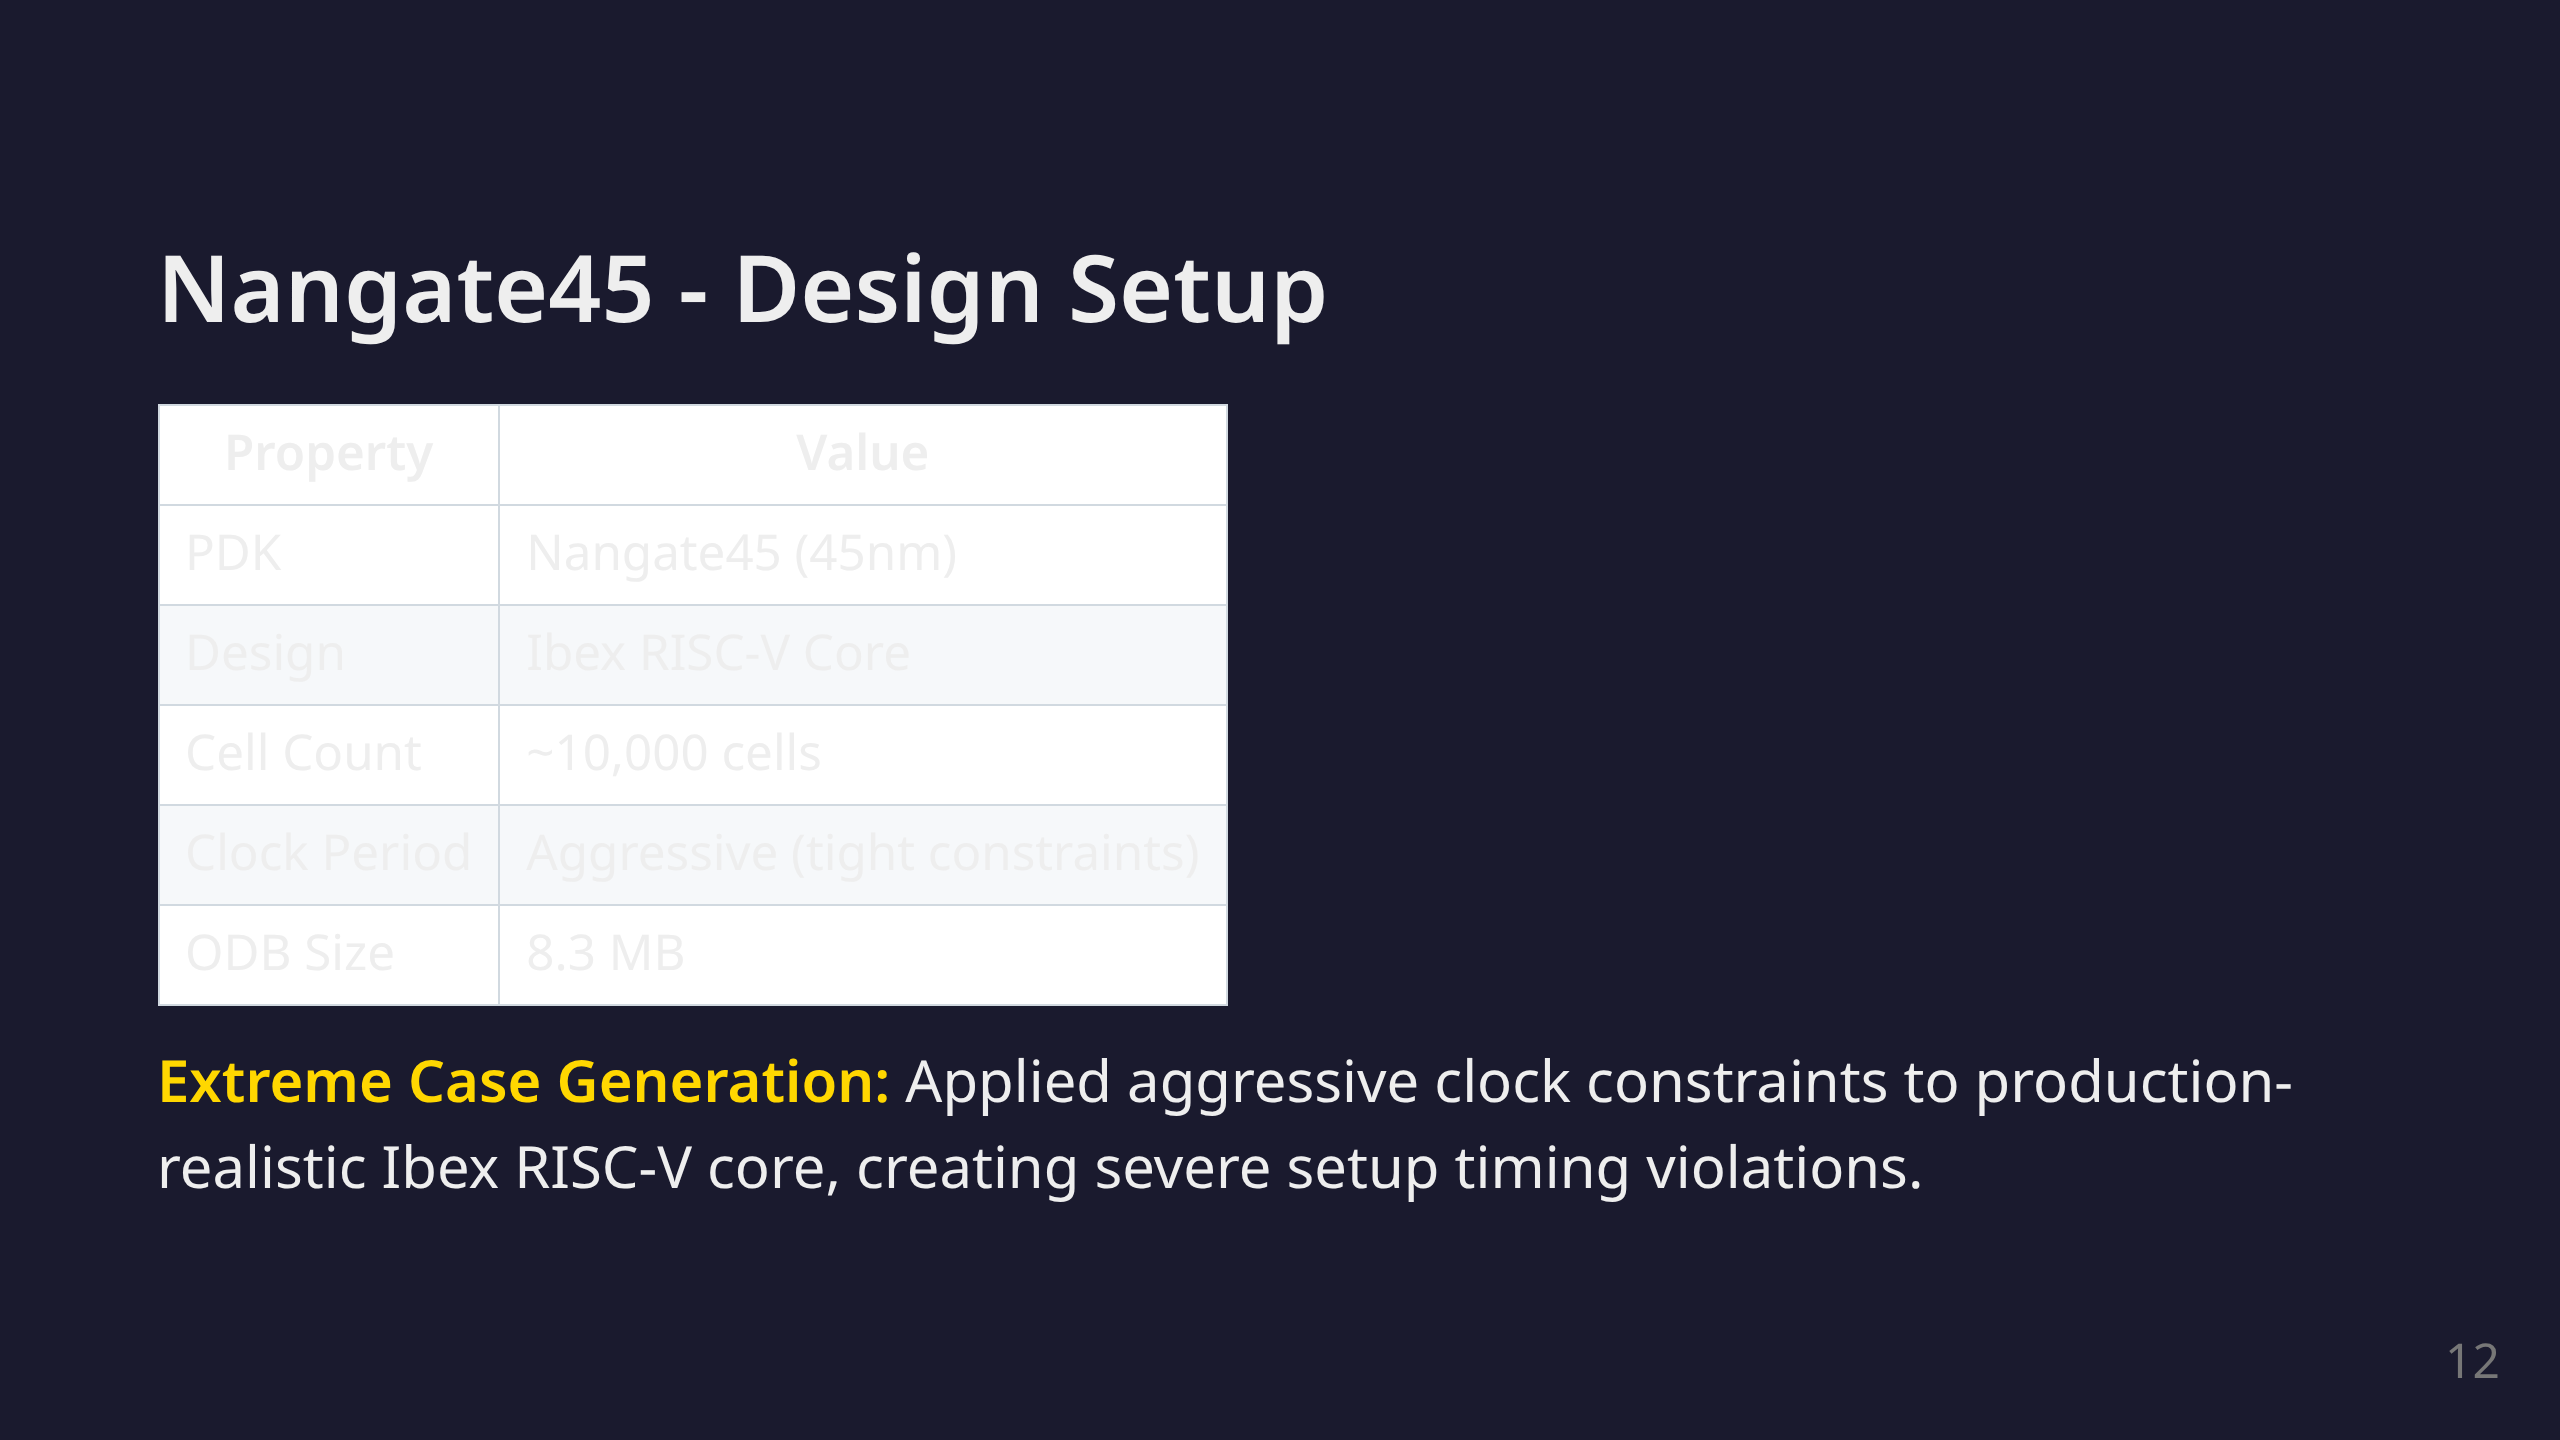 Nangate45 - Design Setup
Property Value
PDK Nangate45 (45nm)
Design Ibex RISC-V Core
Cell Count ~10,000 cells
Clock Period Aggressive (tight constraints)
ODB Size 8.3 MB
Extreme Case Generation: Applied aggressive clock constraints to production-
realistic Ibex RISC-V core, creating severe setup timing violations.
12